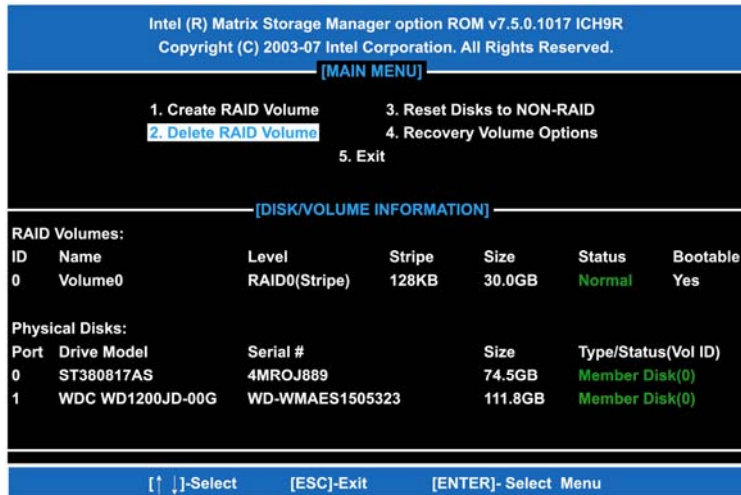 Intel (R) Matrix Storage Manager option ROM v7.5.0.1017 ICH9R
Copyright (C) 2003-07 Intel Corporation. All Rights Reserved.
[MAIN MENU]
1. Create RAID Volume 3. Reset Disks to NON-RAID
2. Delete RAID Volume 4. Recovery Volume Options
5. Exit
[DISK/VOLUME INFORMATION]
RAID Volumes:
ID Name Level Stripe Size Status Bootable
0 Volume0 RAID0(Stripe) 128KB 30.0GB Normal Yes
Physical Disks:
Port Drive Model Serial # Size Type/Status(Vol ID)
0 ST380817AS 4MROJ889 74.5GB Member Disk(0)
1 WDC WD1200JD-00G WD-WMAES1505323 111.8GB Member Disk(0)
[↑ ↓]-Select [ESC]-Exit [ENTER]- Select Menu